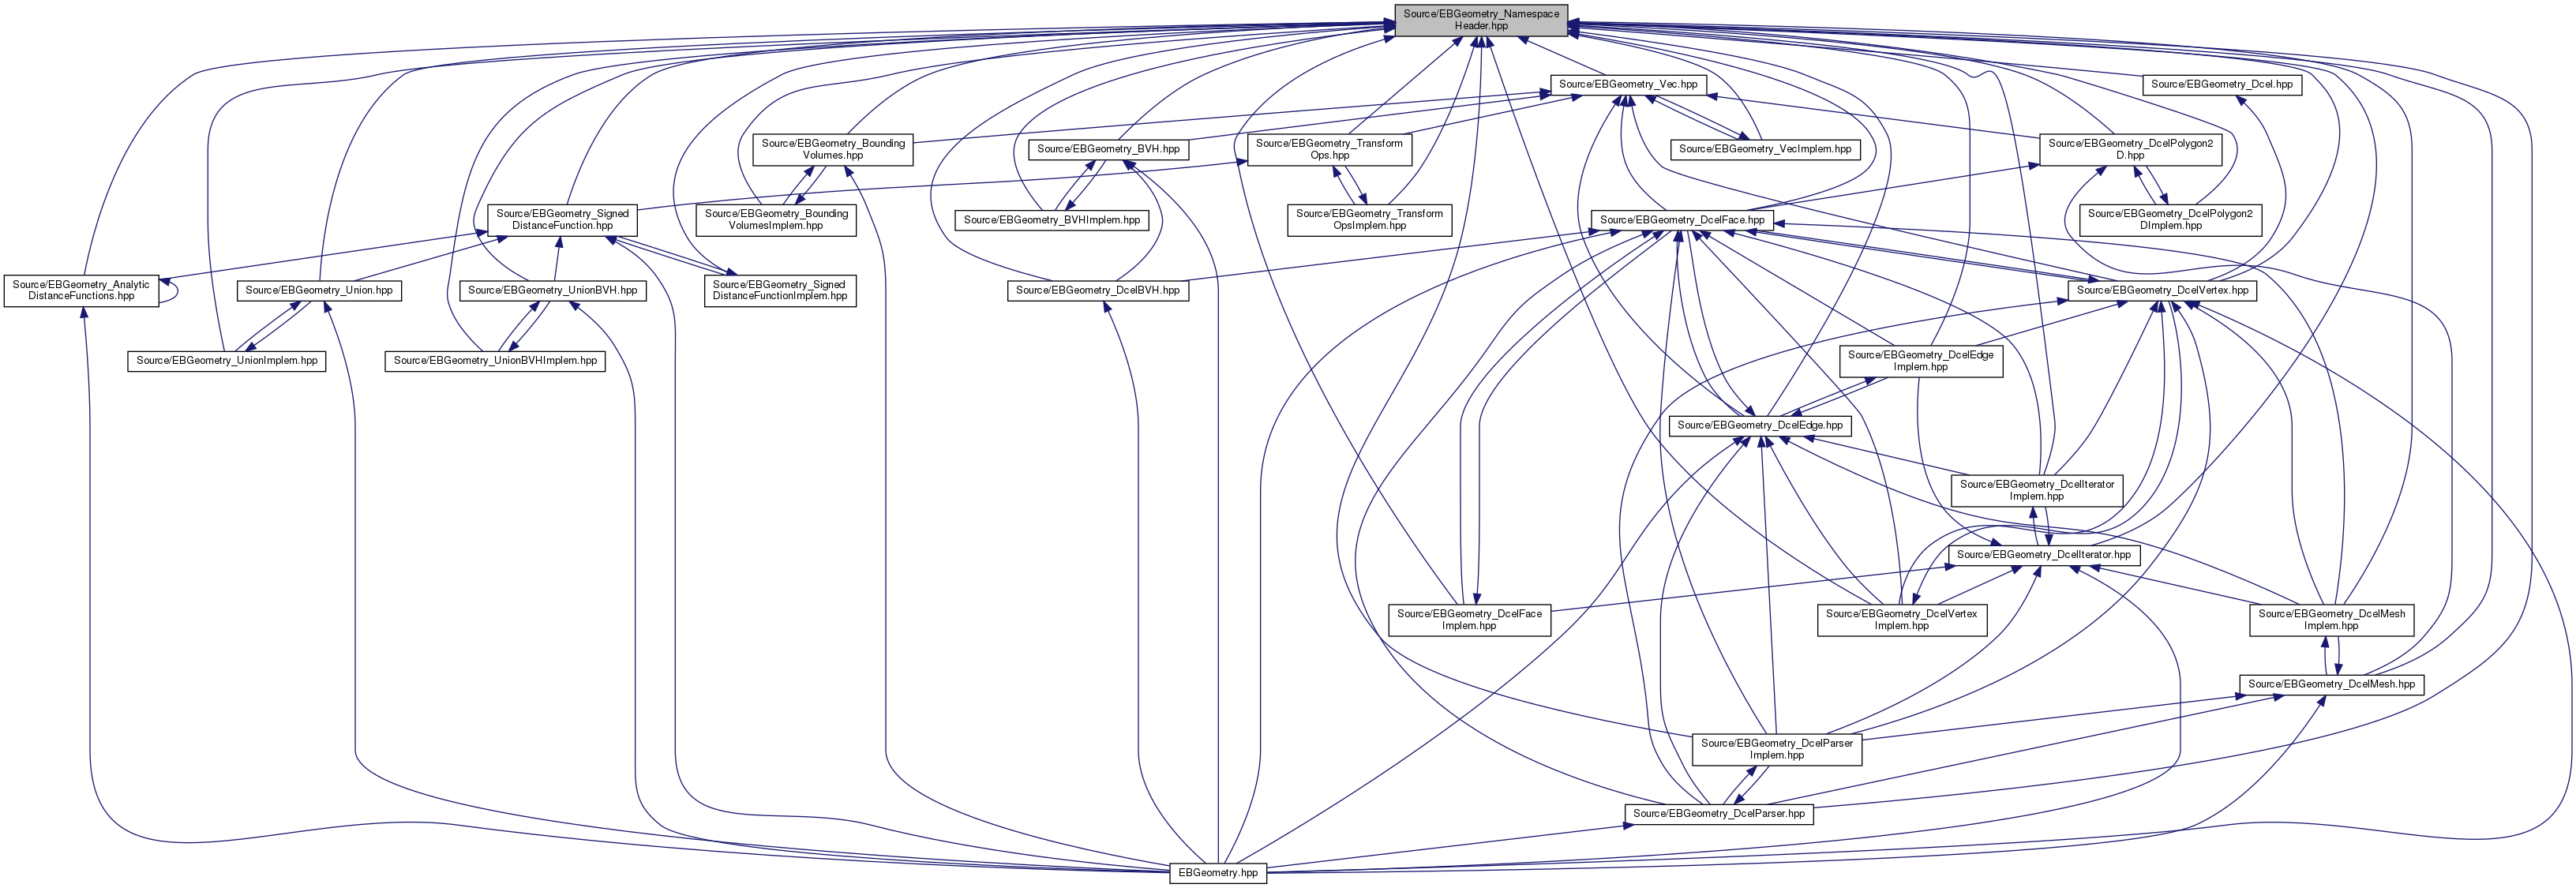 Source/EBGeometry_Namespace
Header.hpp
Source/EBGeometry_Vec.hpp
Source/EBGeometry_Dcel.hpp
Source/EBGeometry_Bounding
Volumes.hpp
Source/EBGeometry_BVH.hpp
Source/EBGeometry_Transform
Ops.hpp
Source/EBGeometry_VecImplem.hpp
Source/EBGeometry_DcelPolygon2
D.hpp
Source/EBGeometry_Signed
DistanceFunction.hpp
Source/EBGeometry_Bounding
VolumesImplem.hpp
Source/EBGeometry_BVHImplem.hpp
Source/EBGeometry_Transform
OpsImplem.hpp
Source/EBGeometry_DcelFace.hpp
Source/EBGeometry_DcelPolygon2
DImplem.hpp
Source/EBGeometry_Analytic
DistanceFunctions.hpp
Source/EBGeometry_Union.hpp
Source/EBGeometry_UnionBVH.hpp
Source/EBGeometry_Signed
DistanceFunctionImplem.hpp
Source/EBGeometry_DcelBVH.hpp
Source/EBGeometry_DcelVertex.hpp
Source/EBGeometry_UnionImplem.hpp
Source/EBGeometry_UnionBVHImplem.hpp
Source/EBGeometry_DcelEdge
Implem.hpp
Source/EBGeometry_DcelEdge.hpp
Source/EBGeometry_DcelIterator
Implem.hpp
Source/EBGeometry_DcelIterator.hpp
Source/EBGeometry_DcelFace
Implem.hpp
Source/EBGeometry_DcelVertex
Implem.hpp
Source/EBGeometry_DcelMesh
Implem.hpp
Source/EBGeometry_DcelMesh.hpp
Source/EBGeometry_DcelParser
Implem.hpp
Source/EBGeometry_DcelParser.hpp
EBGeometry.hpp